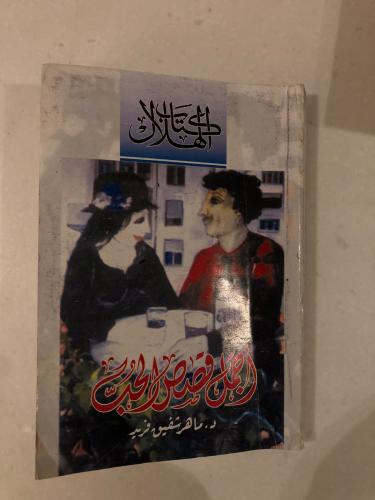 كتاب الهلال
أجمل قصص الحب
د. ماهر شفيق فريد